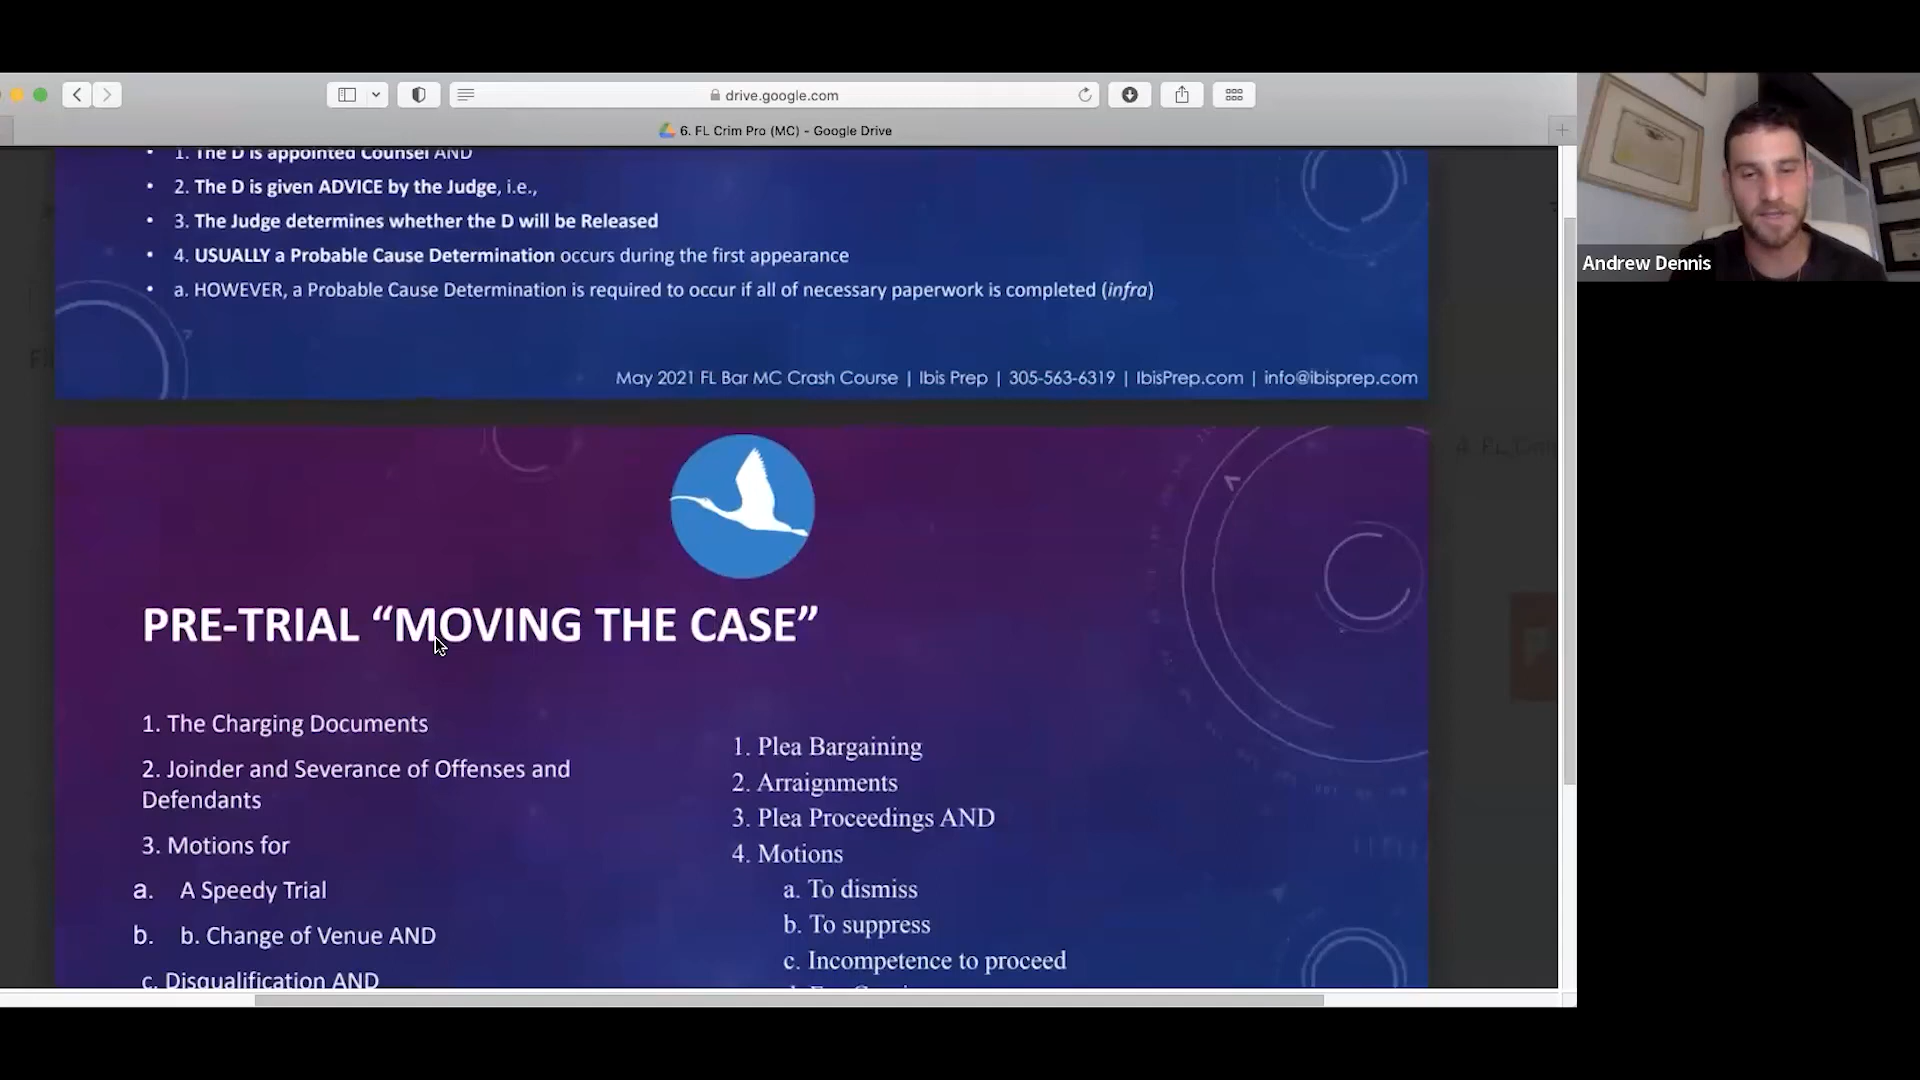 drive.google.com
6. FL Crim Pro (MC) - Google Drive
• 1. The D is appointed Counsel AND
• 2. The D is given ADVICE by the Judge, i.e.,
• 3. The Judge determines whether the D will be Released
• 4. USUALLY a Probable Cause Determination occurs during the first appearance
• a. HOWEVER, a Probable Cause Determination is required to occur if all of necessary paperwork is completed (infra)
May 2021 FL Bar MC Crash Course | Ibis Prep | 305-563-6319 | IbisPrep.com | info@ibisprep.com
PRE-TRIAL “MOVING THE CASE”
1. The Charging Documents
2. Joinder and Severance of Offenses and
Defendants
3. Motions for
a. A Speedy Trial
b. b. Change of Venue AND
c. Disqualification AND
1. Plea Bargaining
2. Arraignments
3. Plea Proceedings AND
4. Motions
a. To dismiss
b. To suppress
c. Incompetence to proceed
Andrew Dennis